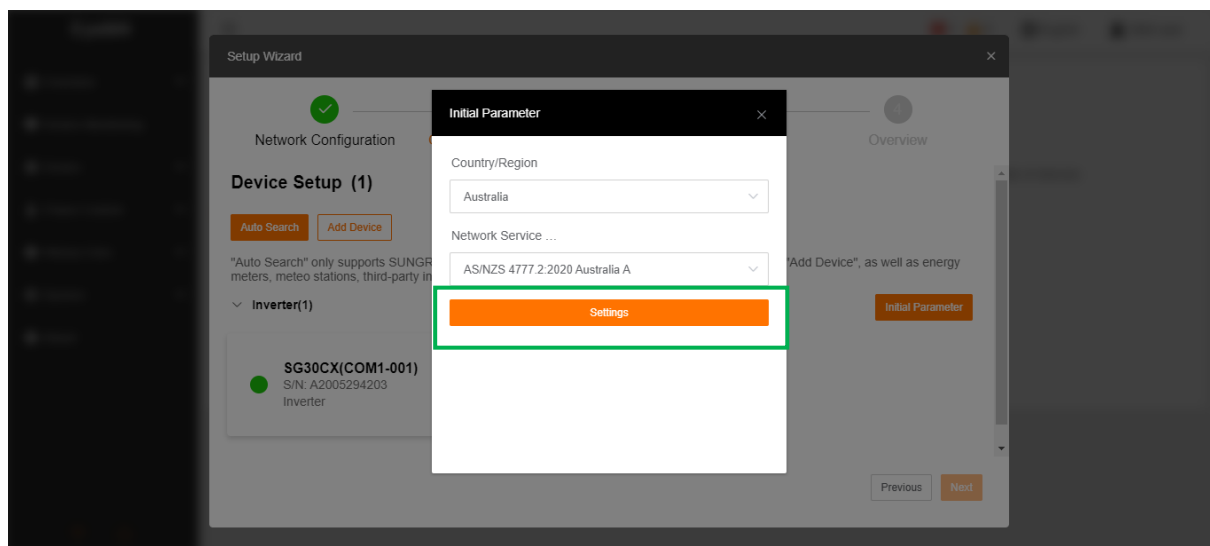 Setup Wizard
Network Configuration
4
Overview
Device Setup (1)
Auto Search
Add Device
"Auto Search" only supports SUNGR
"Add Device", as well as energy
meters, meteo stations, third-party in
Inverter(1)
Initial Parameter
SG30CX(COM1-001)
S/N: A2005294203
Inverter
Previous
Next
Initial Parameter
Country/Region
Australia
Network Service ...
AS/NZS 4777.2:2020 Australia A
Settings